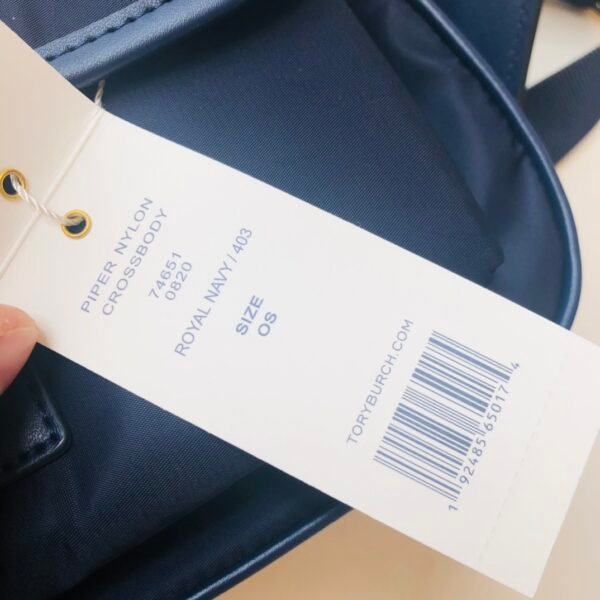 PIPER NYLON
CROSSBODY
74651
0820
ROYAL NAVY / 403
SIZE
OS
TORYBURCH.COM
1 92485 65017 4